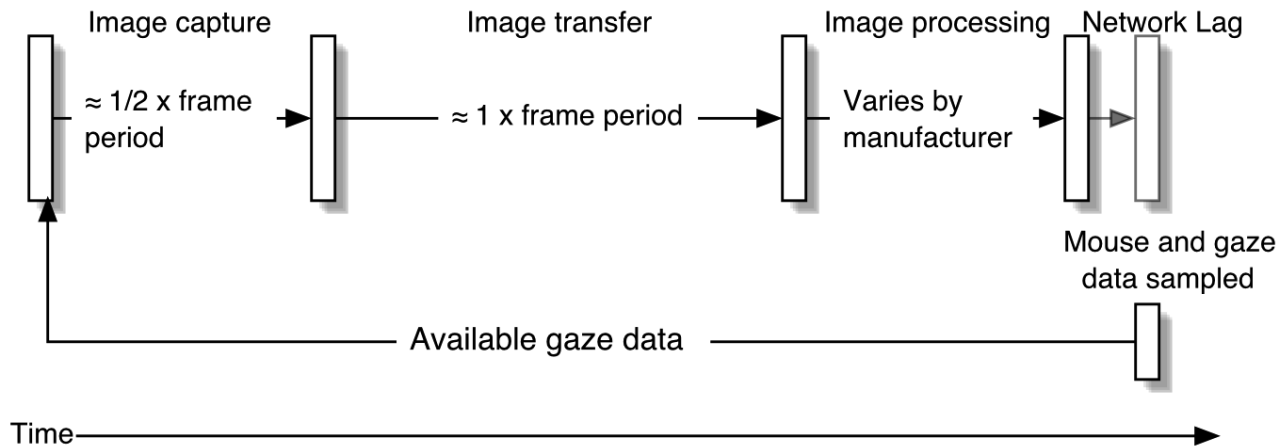 Image capture
Image transfer
Image processing
Network Lag
≈ 1/2 x frame
period
≈ 1 x frame period
Varies by
manufacturer
Mouse and gaze
data sampled
Available gaze data
Time